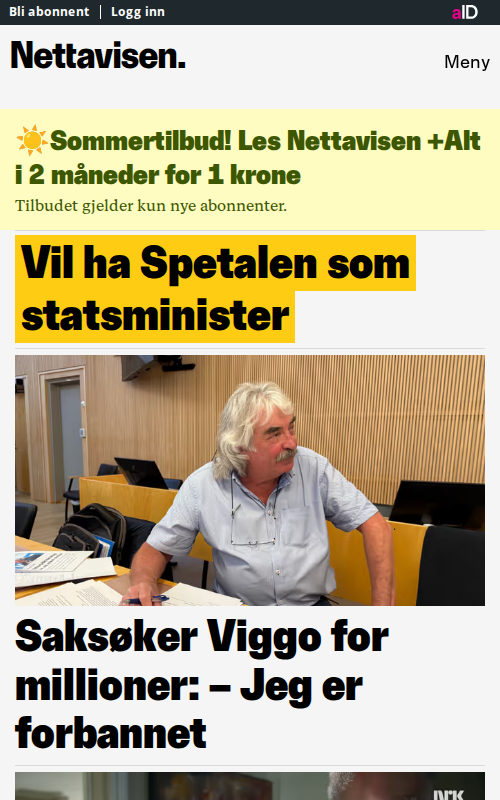 Bli abonnent | Logg inn
aID
Nettavisen.
Meny
☀️Sommertilbud! Les Nettavisen +Alt
i 2 måneder for 1 krone
Tilbudet gjelder kun nye abonnenter.
Vil ha Spetalen som
statsminister
Saksøker Viggo for
millioner: – Jeg er
forbannet
NRK